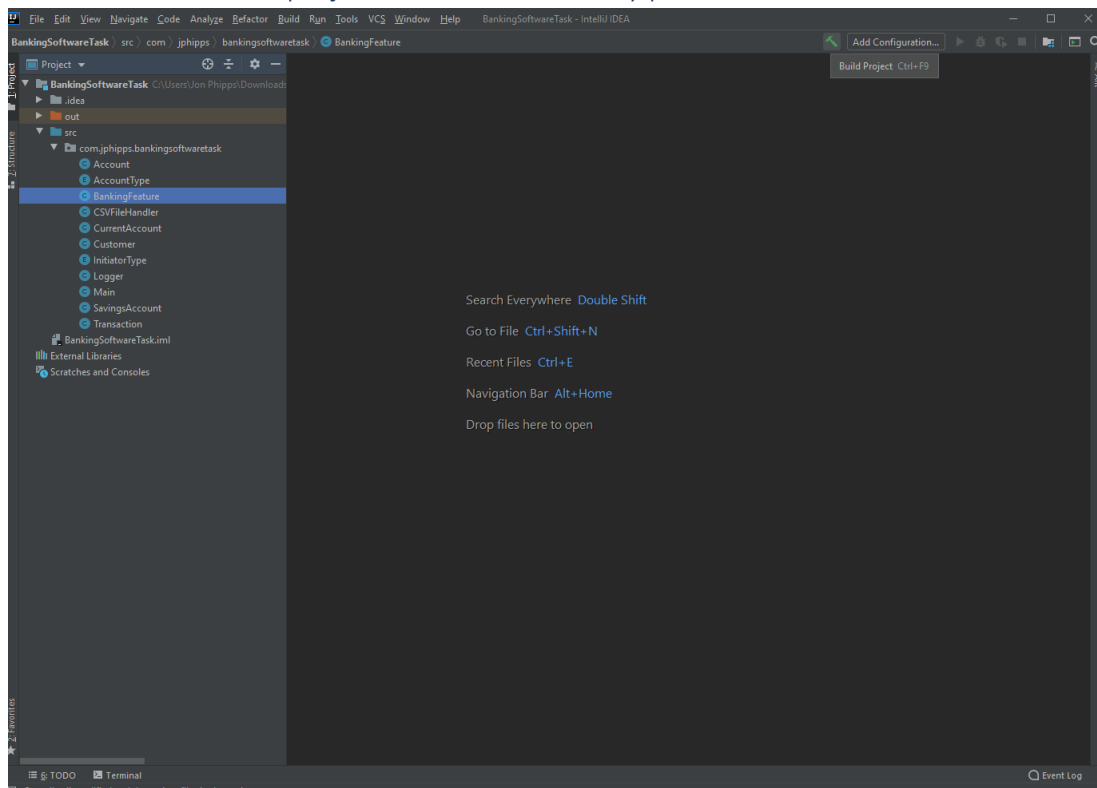 File Edit View Navigate Code Analyze Refactor Build Run Tools VCS Window Help BankingSoftwareTask - IntelliJ IDEA
BankingSoftwareTask src com jphipps bankingsoftwaretask BankingFeature Add Configuration...
Build Project Ctrl+F9
1: Project
Project
BankingSoftwareTask C:\Users\Jon Phipps\Downloads
.idea
out
src
com.jphipps.bankingsoftwaretask
Account
AccountType
BankingFeature
CSVFileHandler
CurrentAccount
Customer
InitiatorType
Logger
Main
SavingsAccount
Transaction
BankingSoftwareTask.iml
External Libraries
Scratches and Consoles
Z: Structure
Search Everywhere Double Shift
Go to File Ctrl+Shift+N
Recent Files Ctrl+E
Navigation Bar Alt+Home
Drop files here to open
2: Favorites
6: TODO Terminal Event Log